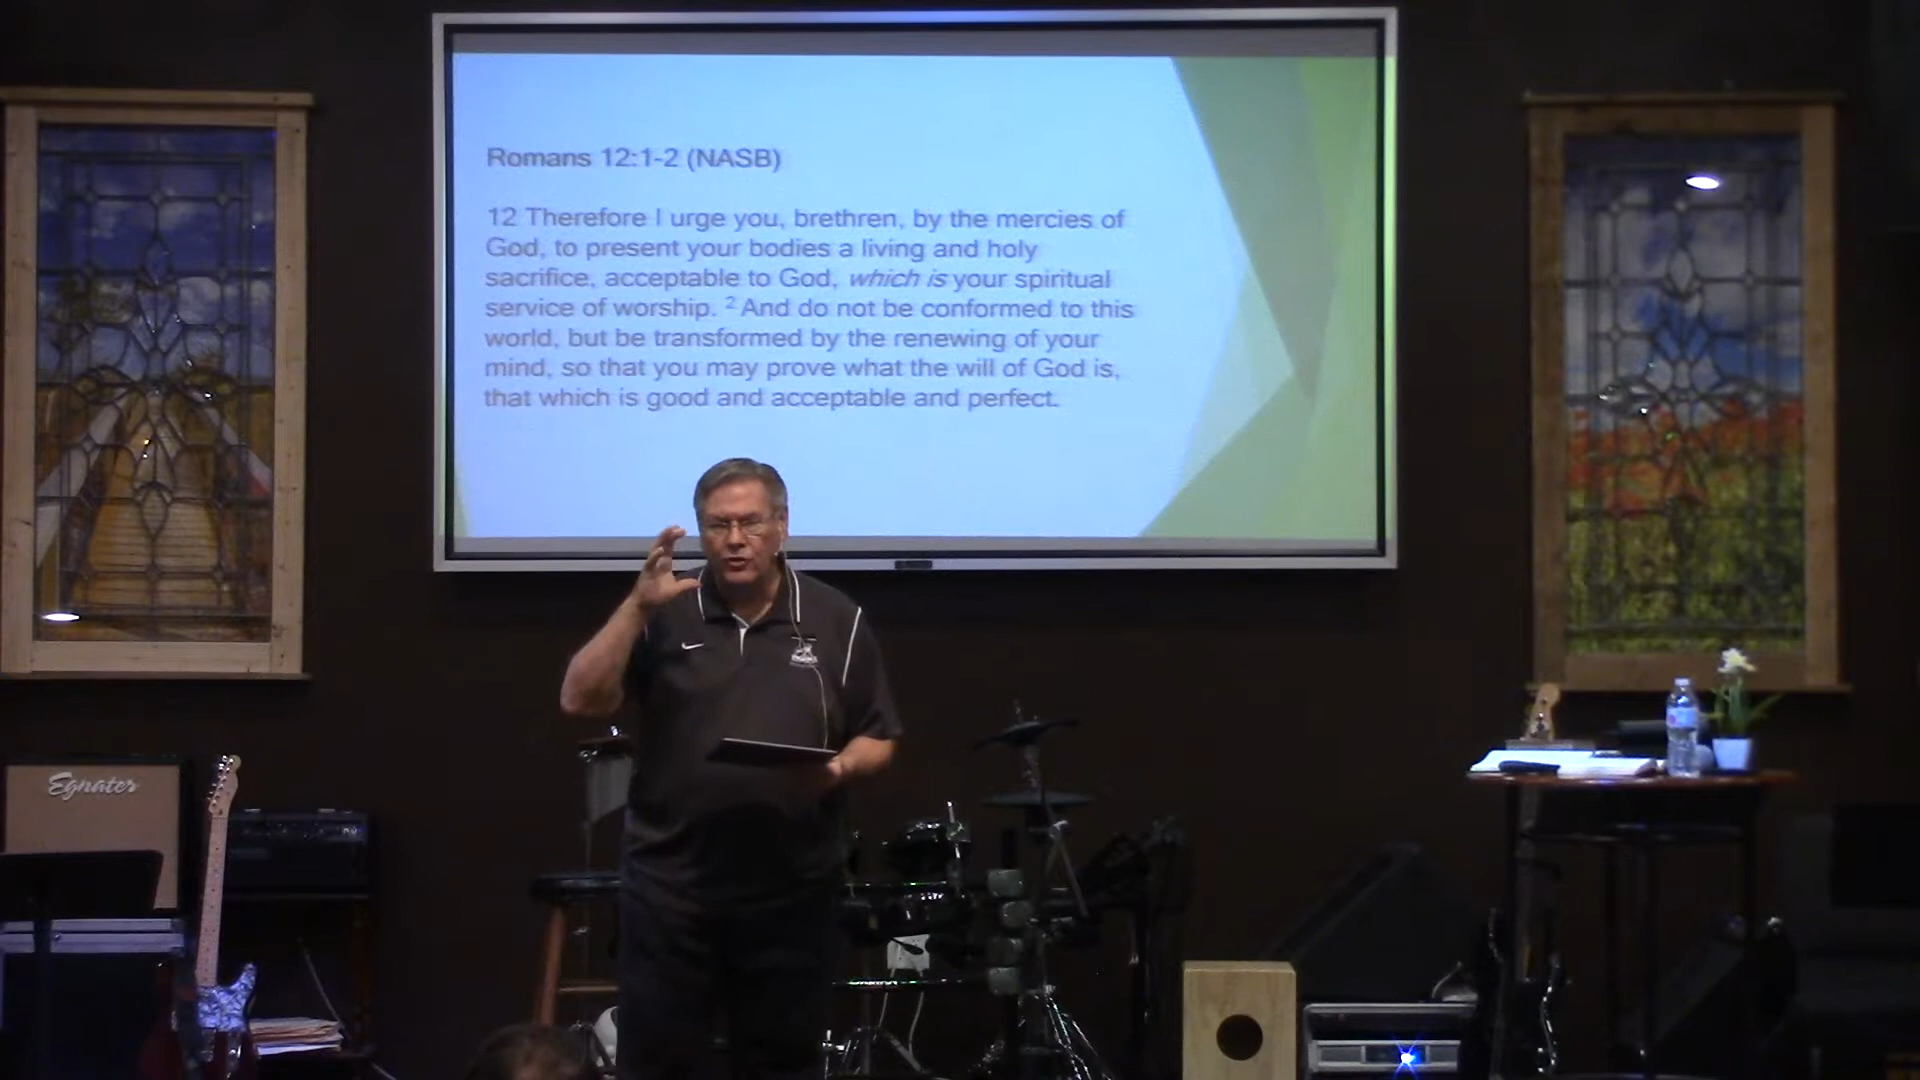 Romans 12:1-2 (NASB)
12 Therefore I urge you, brethren, by the mercies of
God, to present your bodies a living and holy
sacrifice, acceptable to God, which is your spiritual
service of worship. 2 And do not be conformed to this
world, but be transformed by the renewing of your
mind, so that you may prove what the will of God is,
that which is good and acceptable and perfect.
Egnater